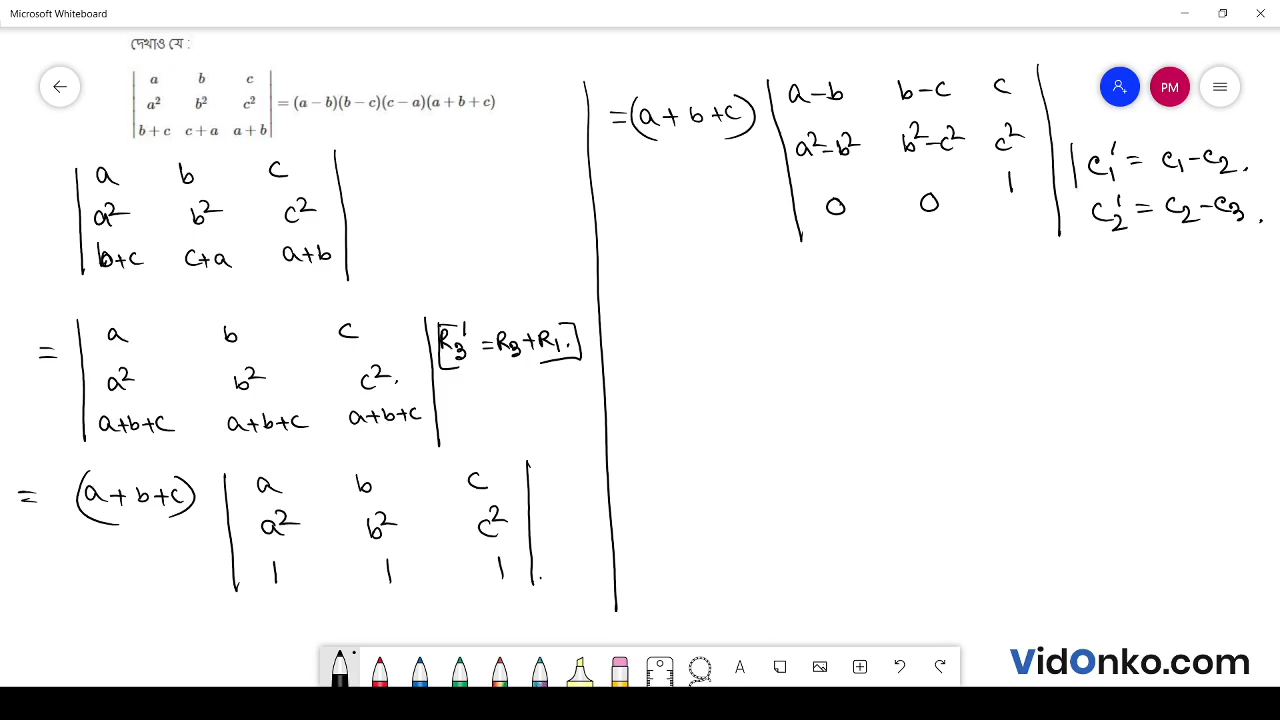 Microsoft Whiteboard
দেখাও যে :
| a b c |
| a² b² c² | = (a − b)(b − c)(c − a)(a + b + c)
| b + c c + a a + b |
| a b c |
| a² b² c² |
| b+c c+a a+b |
= | a b c | [R₃' = R₃+R₁.]
| a² b² c². |
| a+b+c a+b+c a+b+c |
= (a+b+c) | a b c |
| a² b² c² |
| 1 1 1 | .
= (a+b+c) | a−b b−c c |
| a²−b² b²−c² c² | | c₁' = c₁−c₂.
| 0 0 1 | c₂' = c₂−c₃.
PM
A
VidOnko.com